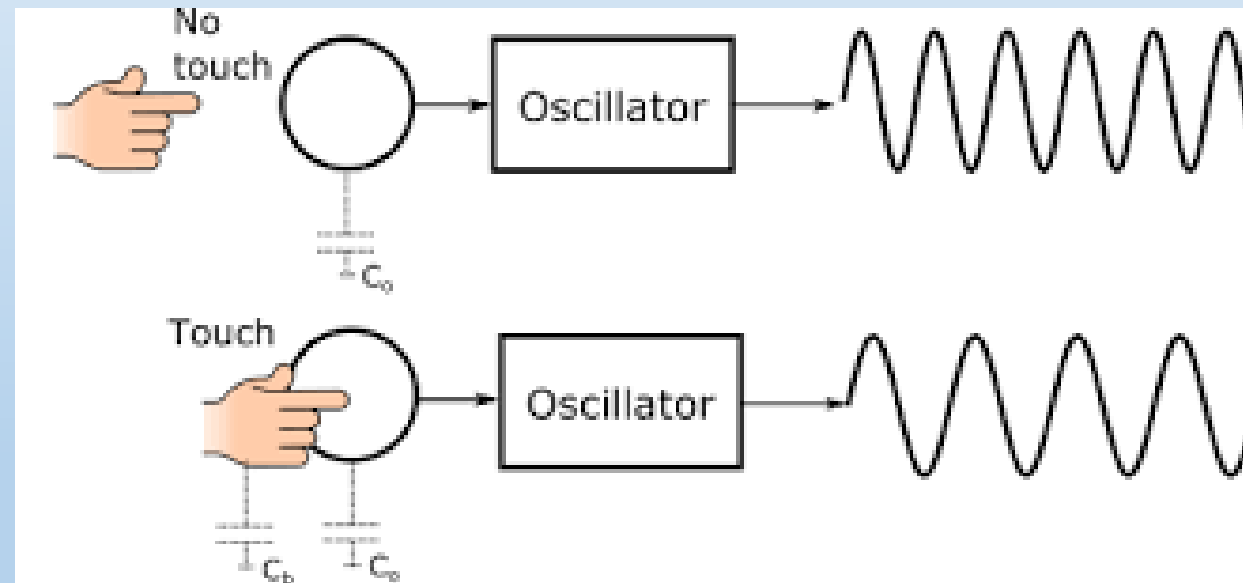 No
touch
Oscillator
C₀
Touch
Oscillator
C_b
C₀